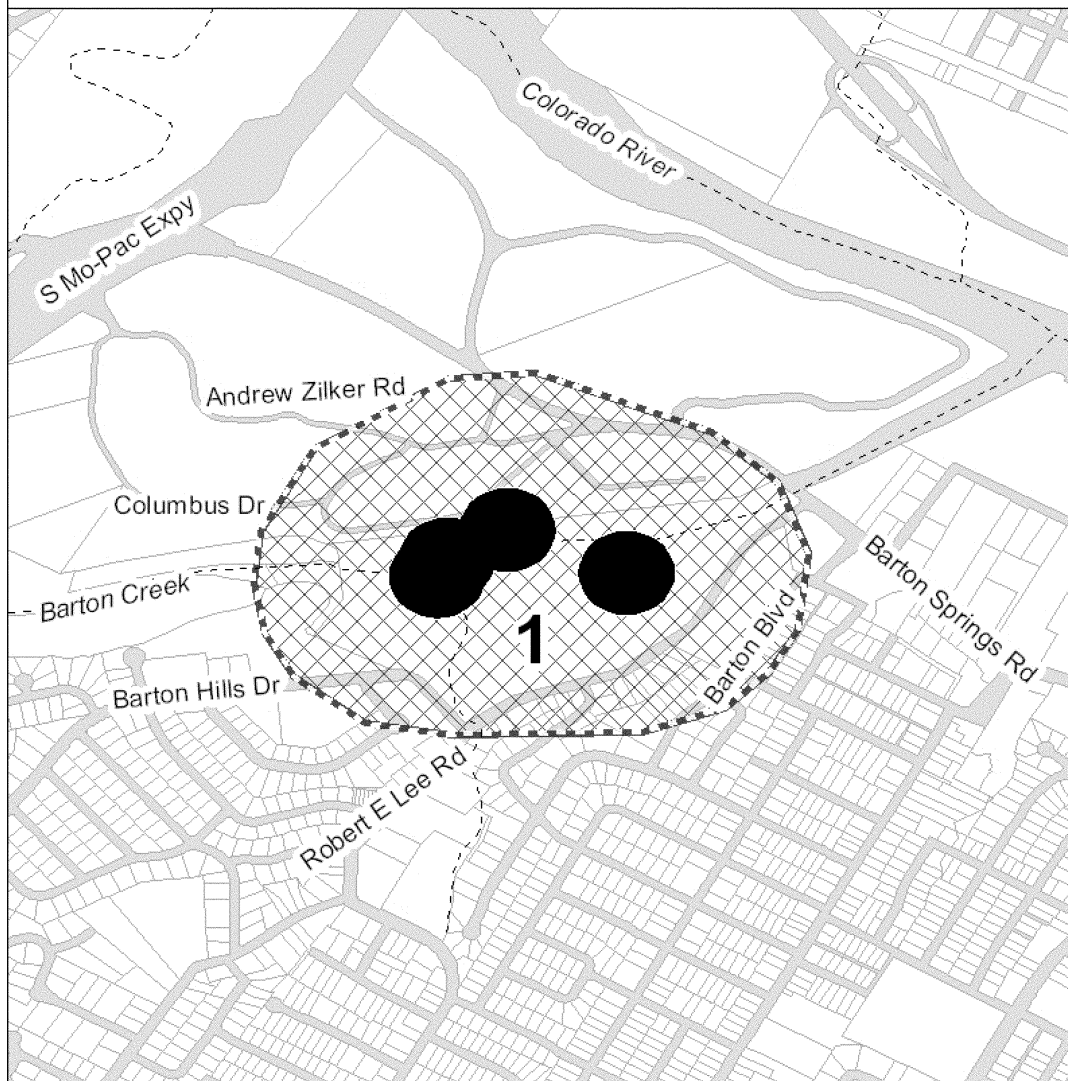 Colorado River
S Mo-Pac Expy
Andrew Zilker Rd
Columbus Dr
Barton Creek
Barton Springs Rd
1
Barton Blvd
Barton Hills Dr
Robert E Lee Rd